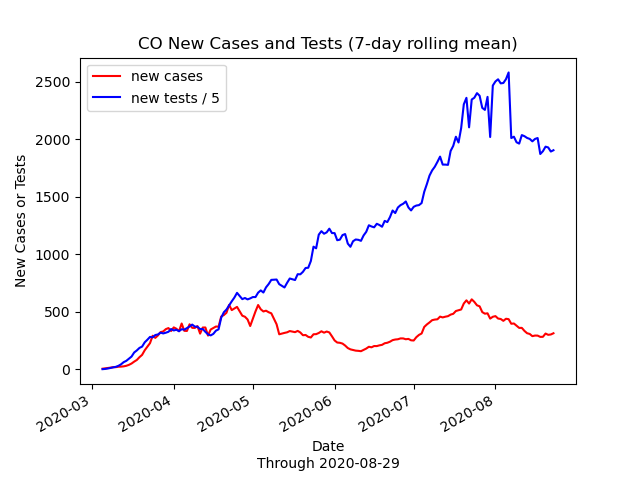 CO New Cases and Tests (7-day rolling mean)
new cases
new tests / 5
2500
2000
1500
1000
500
0
New Cases or Tests
2020-03
2020-04
2020-05
2020-06
2020-07
2020-08
Date
Through 2020-08-29